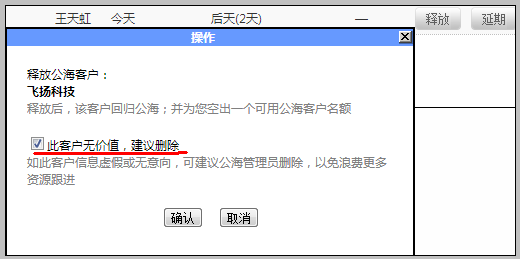 王天虹 今天 后天(2天) — 释放 延期
操作
释放公海客户：
飞扬科技
释放后，该客户回归公海；并为您空出一个可用公海客户名额
此客户无价值，建议删除
如此客户信息虚假或无意向，可建议公海管理员删除，以免浪费更多
资源跟进
确认 取消